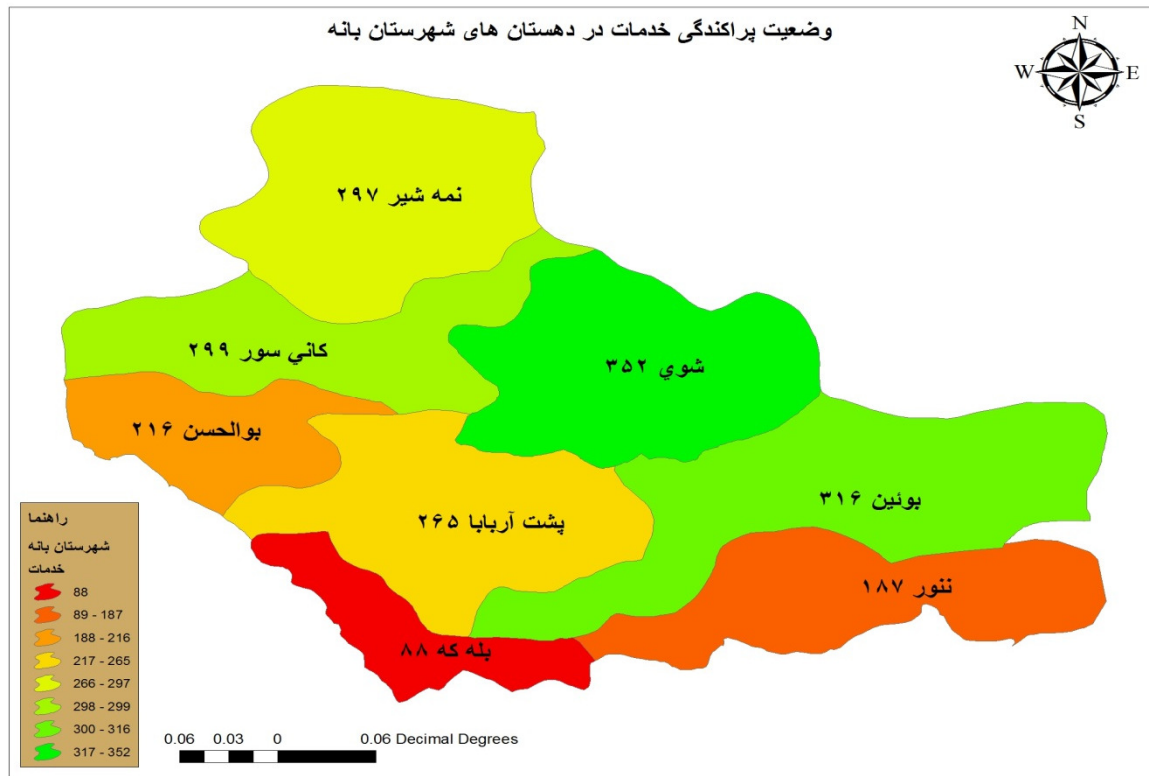 وضعیت پراکندگی خدمات در دهستان های شهرستان بانه
N
W E
S
نمه شیر ۲۹۷
کاني سور ۲۹۹
شوي ۳۵۲
بوالحسن ۲۱۶
بوئین ۳۱۶
پشت آربابا ۲۶۵
ننور ۱۸۷
بله که ۸۸
راهنما
شهرستان بانه
خدمات
88
89 - 187
188 - 216
217 - 265
266 - 297
298 - 299
300 - 316
317 - 352
0.06 0.03 0 0.06 Decimal Degrees